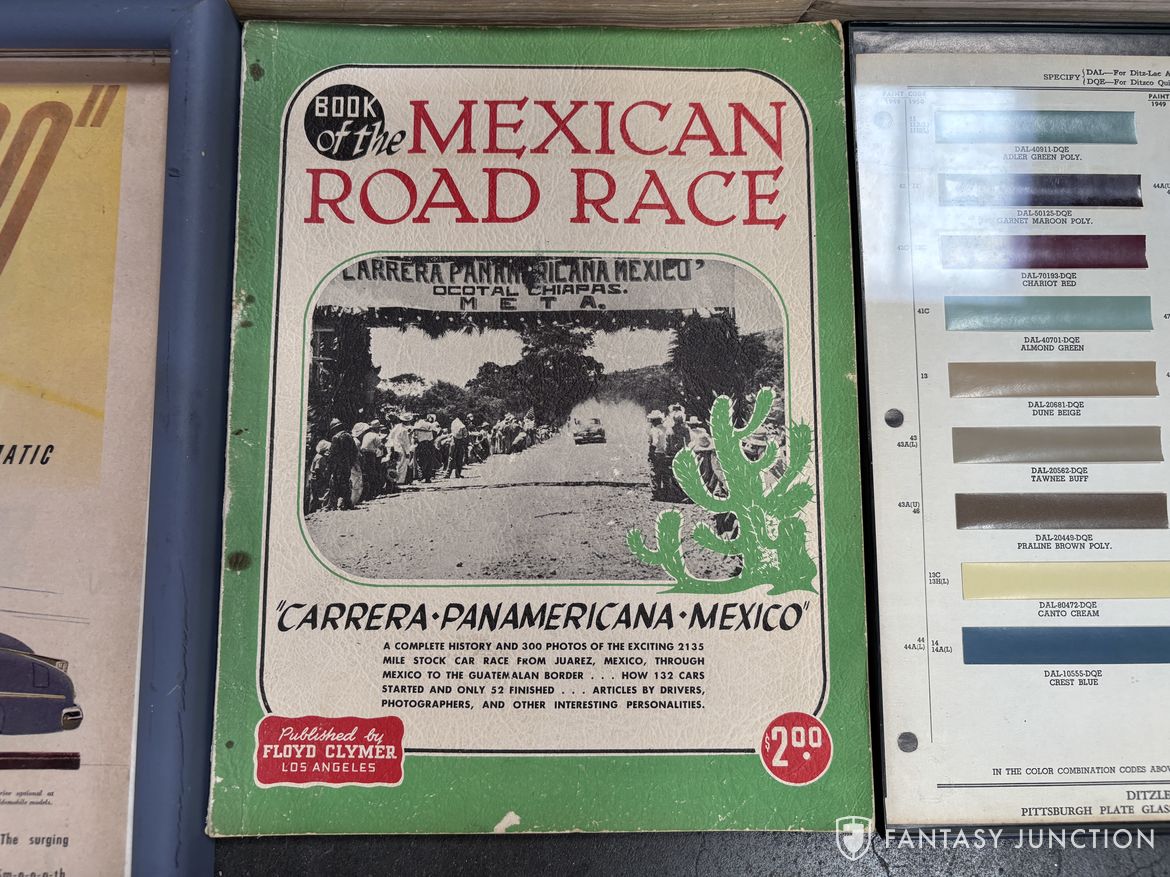 BOOK
of the
MEXICAN
ROAD RACE
"CARRERA PANAMERICANA MEXICO"
OCOTAL CHIAPAS.
META.
"CARRERA·PANAMERICANA·MEXICO"
A COMPLETE HISTORY AND 300 PHOTOS OF THE EXCITING 2135
MILE STOCK CAR RACE FROM JUAREZ, MEXICO, THROUGH
MEXICO TO THE GUATEMALAN BORDER . . . HOW 132 CARS
STARTED AND ONLY 52 FINISHED . . . ARTICLES BY DRIVERS,
PHOTOGRAPHERS, AND OTHER INTERESTING PERSONALITIES.
Published by
FLOYD CLYMER
LOS ANGELES
$2.00
MATIC
The surging
SPECIFY
DAL—For Ditz-Lac
DQE—For Ditzco
PAINT CODE
1949 1950
PAINT
1949
DAL-40911-DQE
ADLER GREEN POLY.
DAL-50125-DQE
GARNET MAROON POLY.
44A
DAL-70193-DQE
CHARIOT RED
41C
DAL-40701-DQE
ALMOND GREEN
47
13
DAL-20681-DQE
DUNE BEIGE
43
43A(L)
DAL-20562-DQE
TAWNEE BUFF
43A(U)
46
DAL-20449-DQE
PRALINE BROWN POLY.
13C
13H(L)
DAL-80472-DQE
CANTO CREAM
44
44A(L)
14
14A(L)
DAL-10555-DQE
CREST BLUE
IN THE COLOR COMBINATION CODES
DITZLE
PITTSBURGH PLATE GLAS
FANTASY JUNCTION